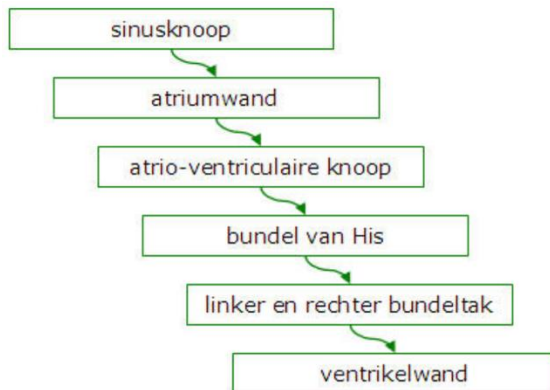 sinusknoop
atriumwand
atrio-ventriculaire knoop
bundel van His
linker en rechter bundeltak
ventrikelwand